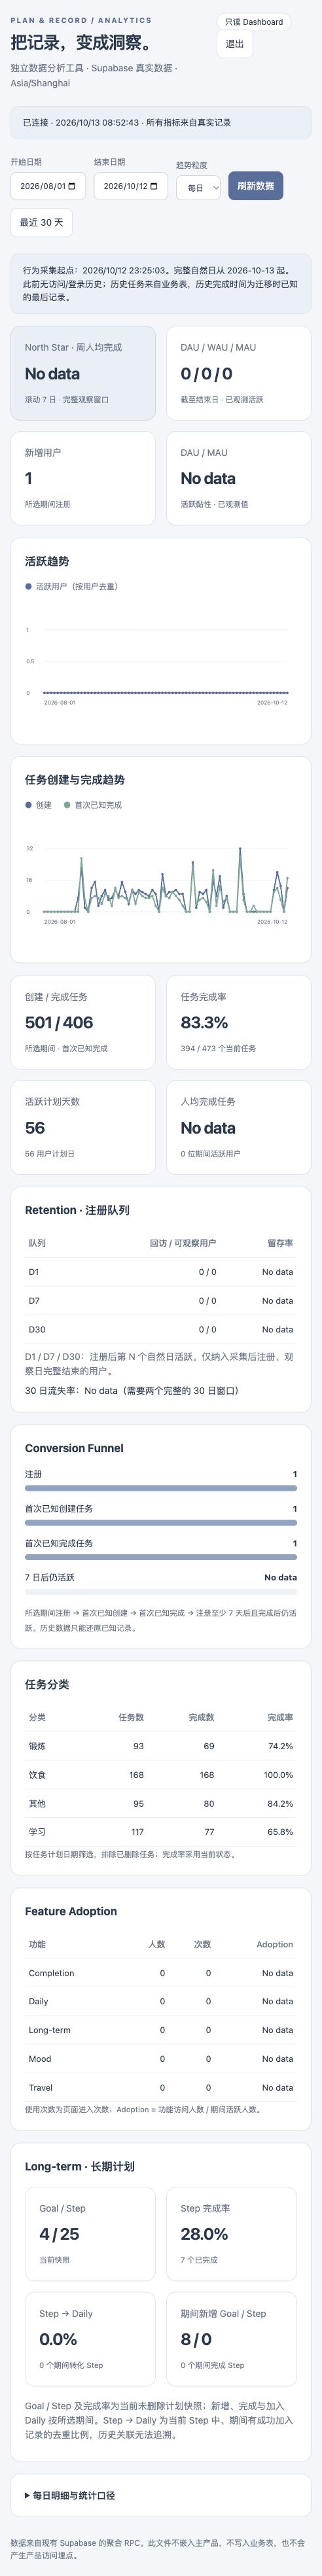 PLAN & RECORD / ANALYTICS
只读 Dashboard
把记录，变成洞察。
退出
独立数据分析工具 · Supabase 真实数据 ·
Asia/Shanghai
已连接 · 2026/10/13 08:52:43 · 所有指标来自真实记录
开始日期
结束日期
趋势粒度
2026/08/01
2026/10/12
每日
刷新数据
最近 30 天
行为采集起点：2026/10/12 23:25:03。完整自然日从 2026-10-13 起。
此前无访问/登录历史；历史任务来自业务表，历史完成时间为迁移时已知
的最后记录。
North Star · 周人均完成
No data
滚动 7 日 · 完整观察窗口
DAU / WAU / MAU
0 / 0 / 0
截至结束日 · 已观测活跃
新增用户
1
所选期间注册
DAU / MAU
No data
活跃黏性 · 已观测值
活跃趋势
活跃用户（按用户去重）
1
0.5
0
2026-08-01
2026-10-12
任务创建与完成趋势
创建
首次已知完成
32
16
0
2026-08-01
2026-10-12
创建 / 完成任务
501 / 406
所选期间 · 首次已知完成
任务完成率
83.3%
394 / 473 个当前任务
活跃计划天数
56
56 用户计划日
人均完成任务
No data
0 位期间活跃用户
Retention · 注册队列
队列 回访 / 可观察用户 留存率
D1 0 / 0 No data
D7 0 / 0 No data
D30 0 / 0 No data
D1 / D7 / D30：注册后第 N 个自然日活跃。仅纳入采集后注册、观
察日完整结束的用户。
30 日流失率：No data（需要两个完整的 30 日窗口）
Conversion Funnel
注册 1
首次已知创建任务 1
首次已知完成任务 1
7 日后仍活跃 No data
所选期间注册 → 首次已知创建 → 首次已知完成 → 注册至少 7 天后且完成后仍活
跃。历史数据只能还原已知记录。
任务分类
分类 任务数 完成数 完成率
锻炼 93 69 74.2%
饮食 168 168 100.0%
其他 95 80 84.2%
学习 117 77 65.8%
按任务计划日期筛选，排除已删除任务；完成率采用当前状态。
Feature Adoption
功能 人数 次数 Adoption
Completion 0 0 No data
Daily 0 0 No data
Long-term 0 0 No data
Mood 0 0 No data
Travel 0 0 No data
使用次数为页面进入次数；Adoption = 功能访问人数 / 期间活跃人数。
Long-term · 长期计划
Goal / Step
4 / 25
当前快照
Step 完成率
28.0%
7 个已完成
Step → Daily
0.0%
0 个期间转化 Step
期间新增 Goal / Step
8 / 0
0 个期间完成 Step
Goal / Step 及完成率为当前未删除计划快照；新增、完成与加入
Daily 按所选期间。Step → Daily 为当前 Step 中、期间有成功加入
记录的去重比例，历史关联无法追溯。
▶ 每日明细与统计口径
数据来自现有 Supabase 的聚合 RPC。此文件不嵌入主产品，不写入业务表，也不会
产生产品访问埋点。